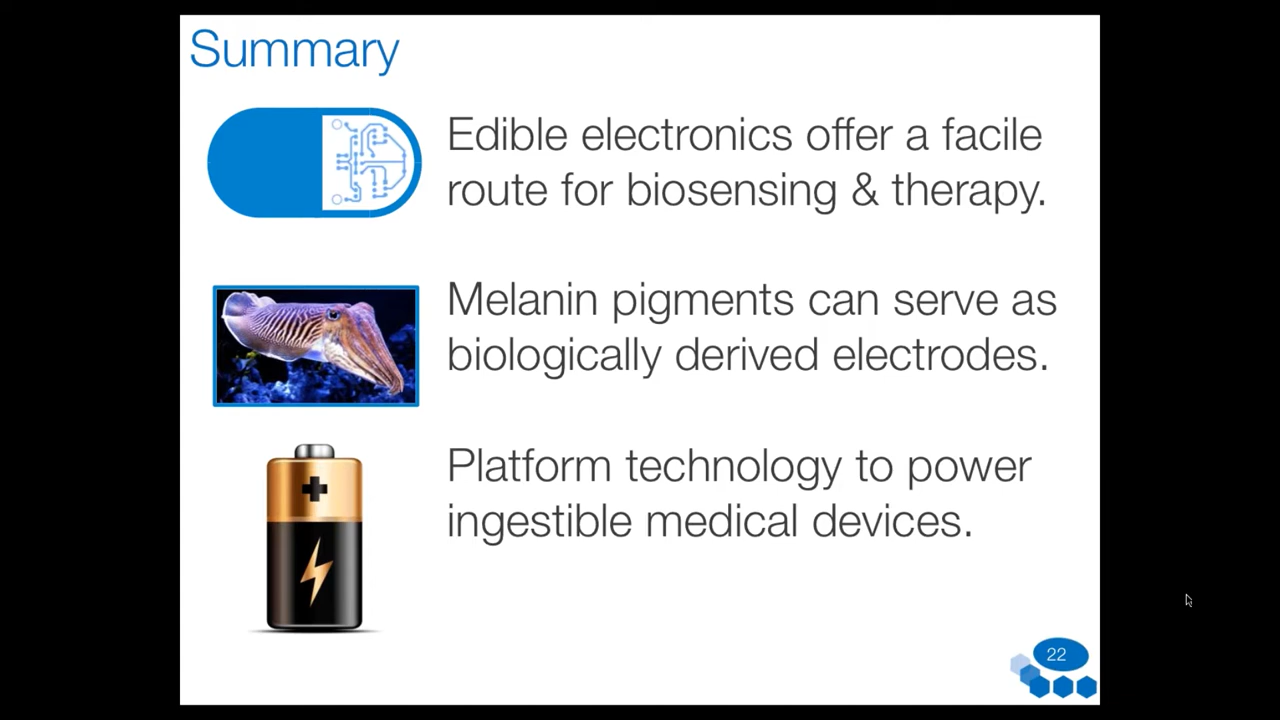 Summary
Edible electronics offer a facile
route for biosensing & therapy.
Melanin pigments can serve as
biologically derived electrodes.
Platform technology to power
ingestible medical devices.
22